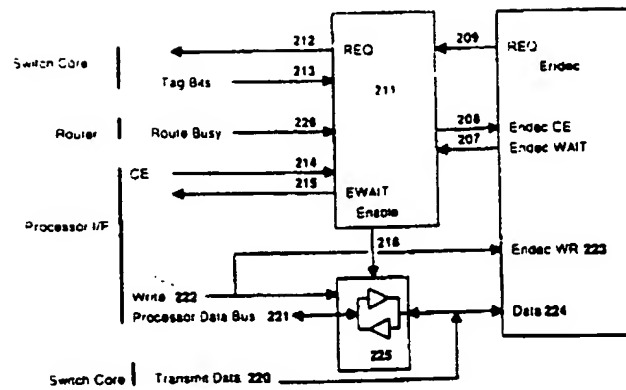 212
REQ
209
REQ
Switch Core
Endec
213
Tag Bits
211
226
208
Router
Route Busy
Endec CE
207
Endec WAIT
CE
214
215
EWAIT
Enable
Processor I/F
218
Endec WR 223
Write 222
Processor Data Bus 221
Data 224
225
Switch Core
Transmit Data 220